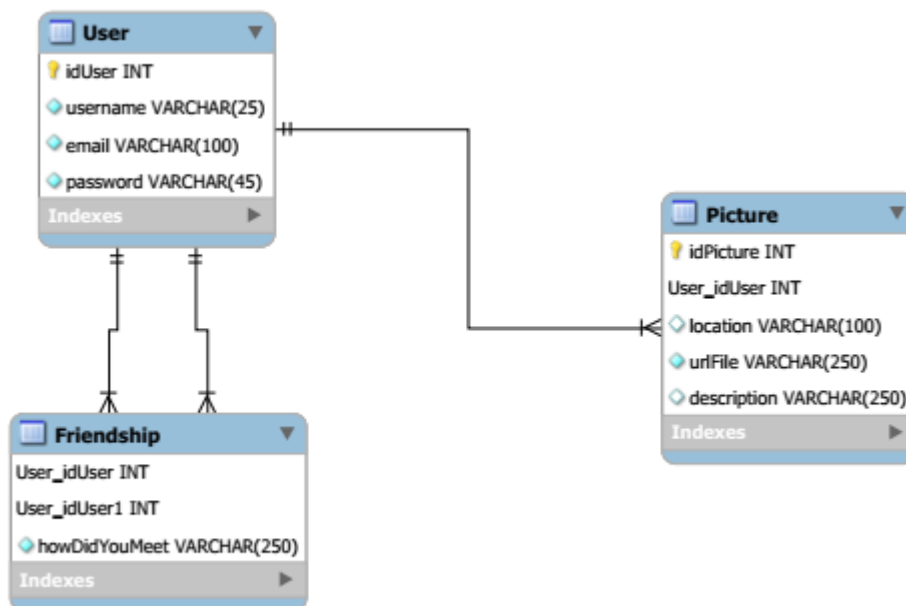 User
idUser INT
username VARCHAR(25)
email VARCHAR(100)
password VARCHAR(45)
Indexes
Picture
idPicture INT
User_idUser INT
location VARCHAR(100)
urlFile VARCHAR(250)
description VARCHAR(250)
Indexes
Friendship
User_idUser INT
User_idUser1 INT
howDidYouMeet VARCHAR(250)
Indexes